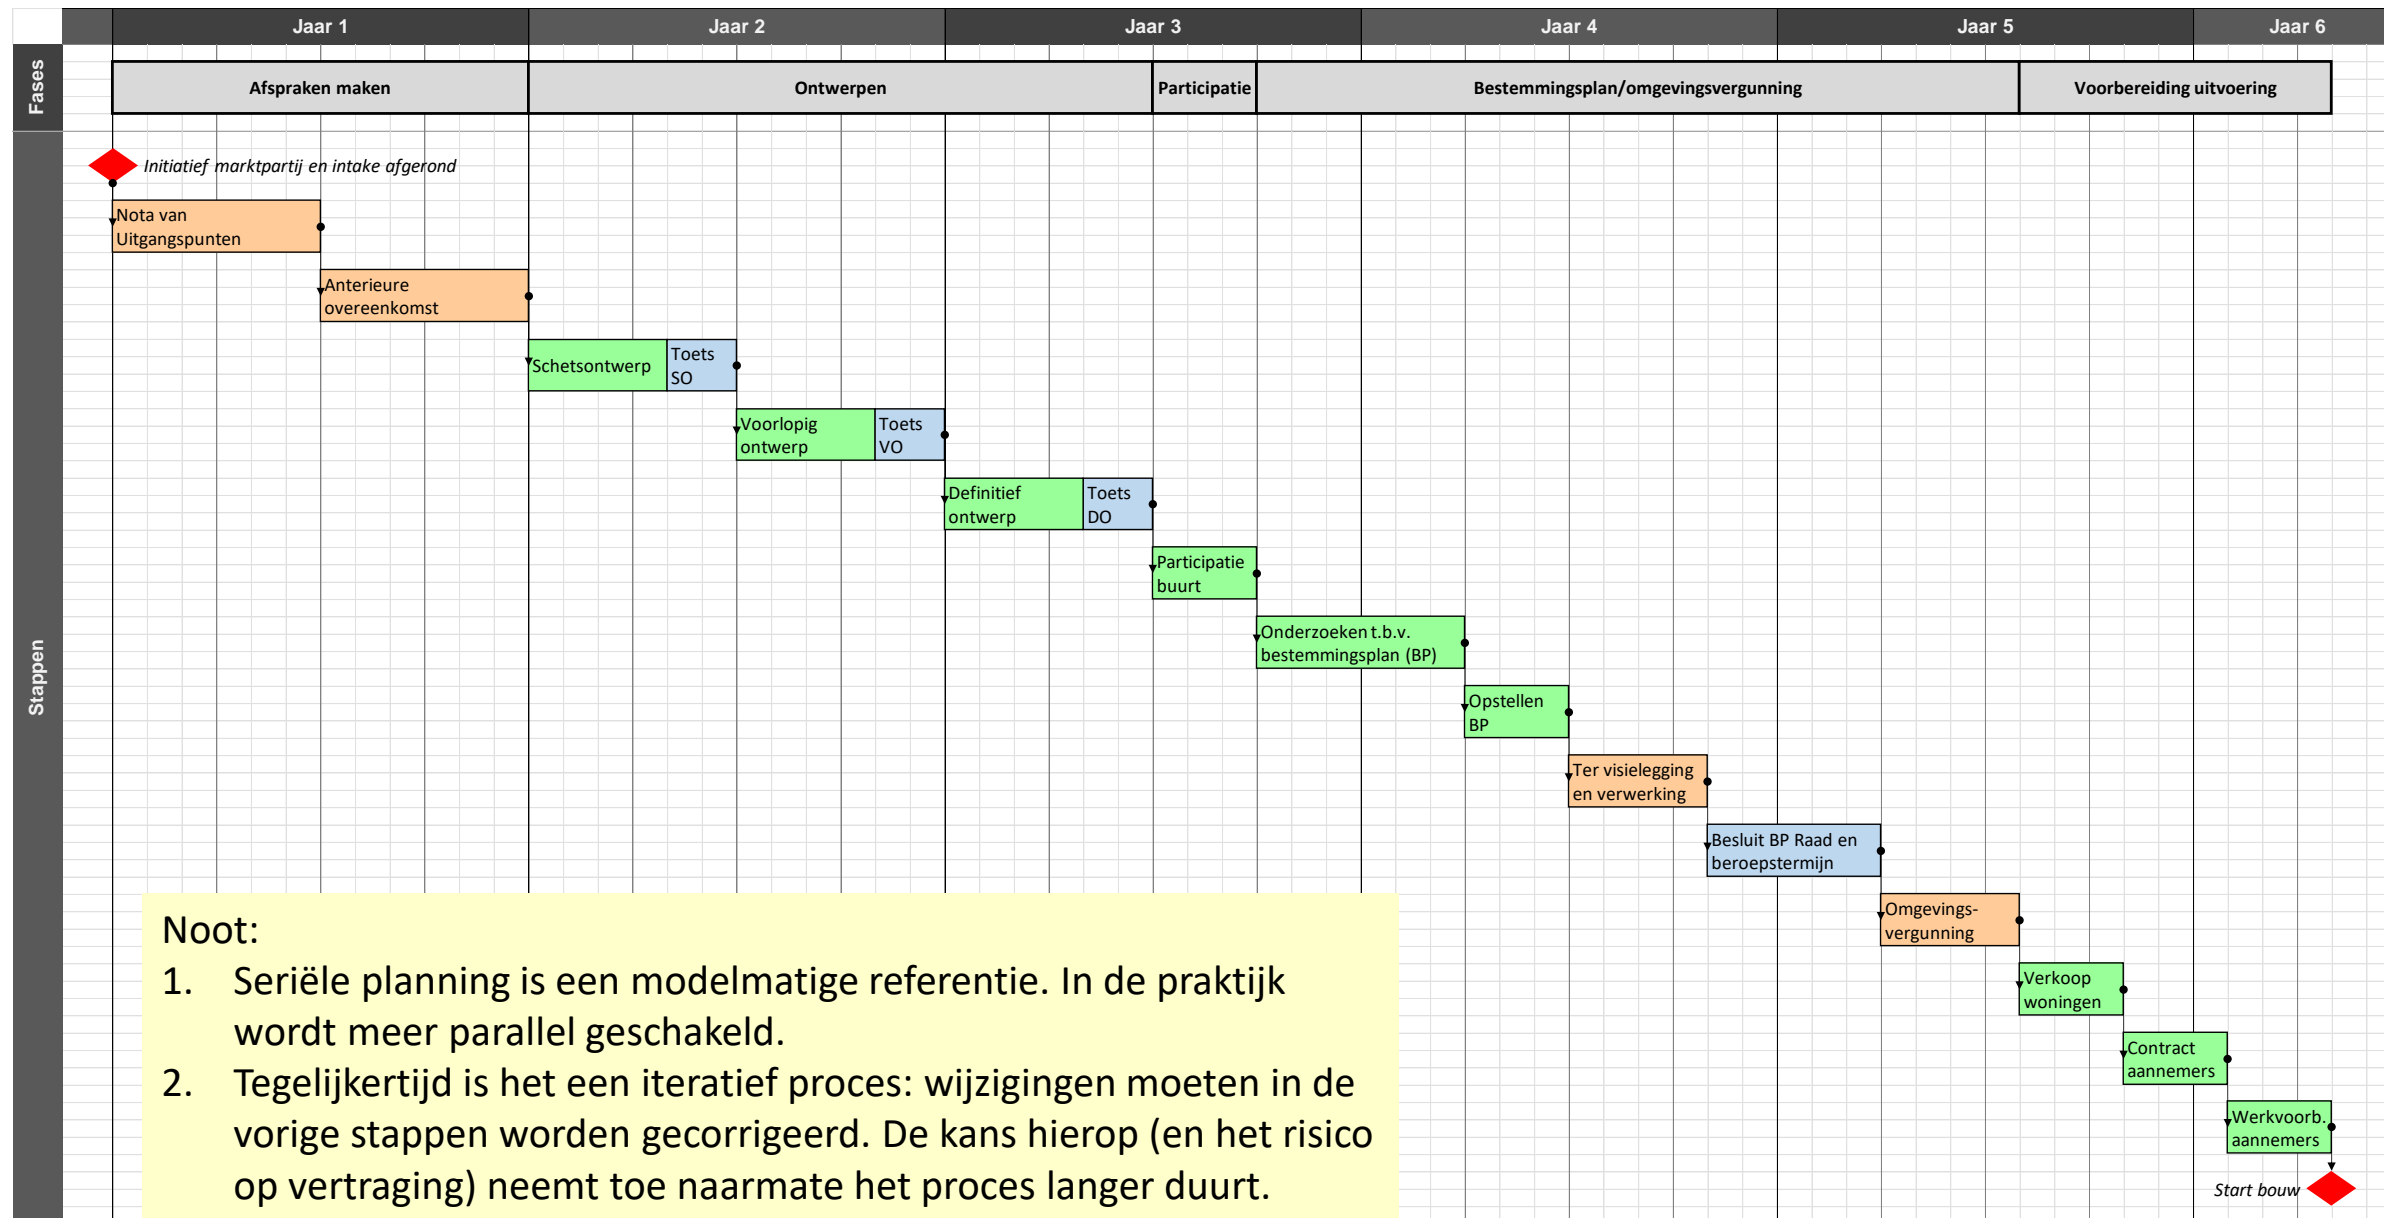 Jaar 1
Jaar 2
Jaar 3
Jaar 4
Jaar 5
Jaar 6
Fases
Afspraken maken
Ontwerpen
Participatie
Bestemmingsplan/omgevingsvergunning
Voorbereiding uitvoering
Stappen
Initiatief marktpartij en intake afgerond
Nota van
Uitgangspunten
Anterieure
overeenkomst
Schetsontwerp
Toets
SO
Voorlopig
ontwerp
Toets
VO
Definitief
ontwerp
Toets
DO
Participatie
buurt
Onderzoeken t.b.v.
bestemmingsplan (BP)
Opstellen
BP
Ter visielegging
en verwerking
Besluit BP Raad en
beroepstermijn
Omgevings-
vergunning
Verkoop
woningen
Contract
aannemers
Werkvoorb.
aannemers
Start bouw
Noot:
1. Seriële planning is een modelmatige referentie. In de praktijk
wordt meer parallel geschakeld.
2. Tegelijkertijd is het een iteratief proces: wijzigingen moeten in de
vorige stappen worden gecorrigeerd. De kans hierop (en het risico
op vertraging) neemt toe naarmate het proces langer duurt.